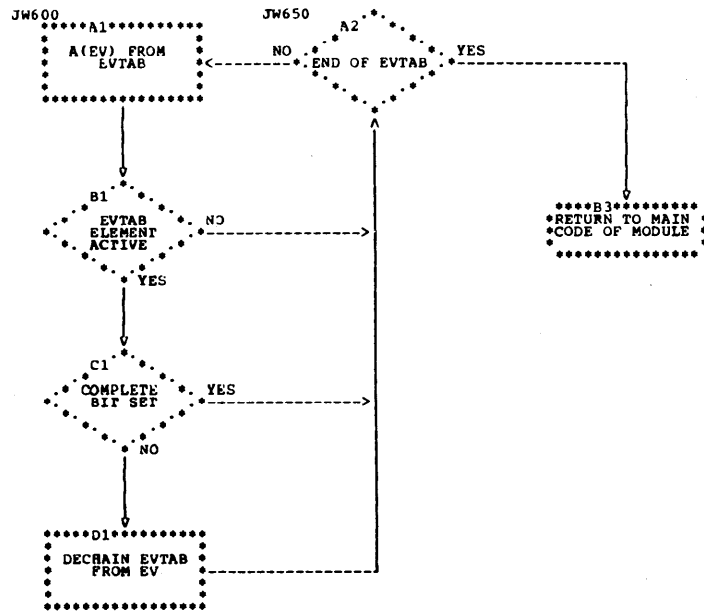 JW600
JW650
A1
A(EV) FROM
EVTAB
A2
END OF EVTAB
NO
YES
B1
EVTAB
ELEMENT
ACTIVE
NO
YES
B3
RETURN TO MAIN
CODE OF MODULE
C1
COMPLETE
BIT SET
YES
NO
D1
DECHAIN EVTAB
FROM EV